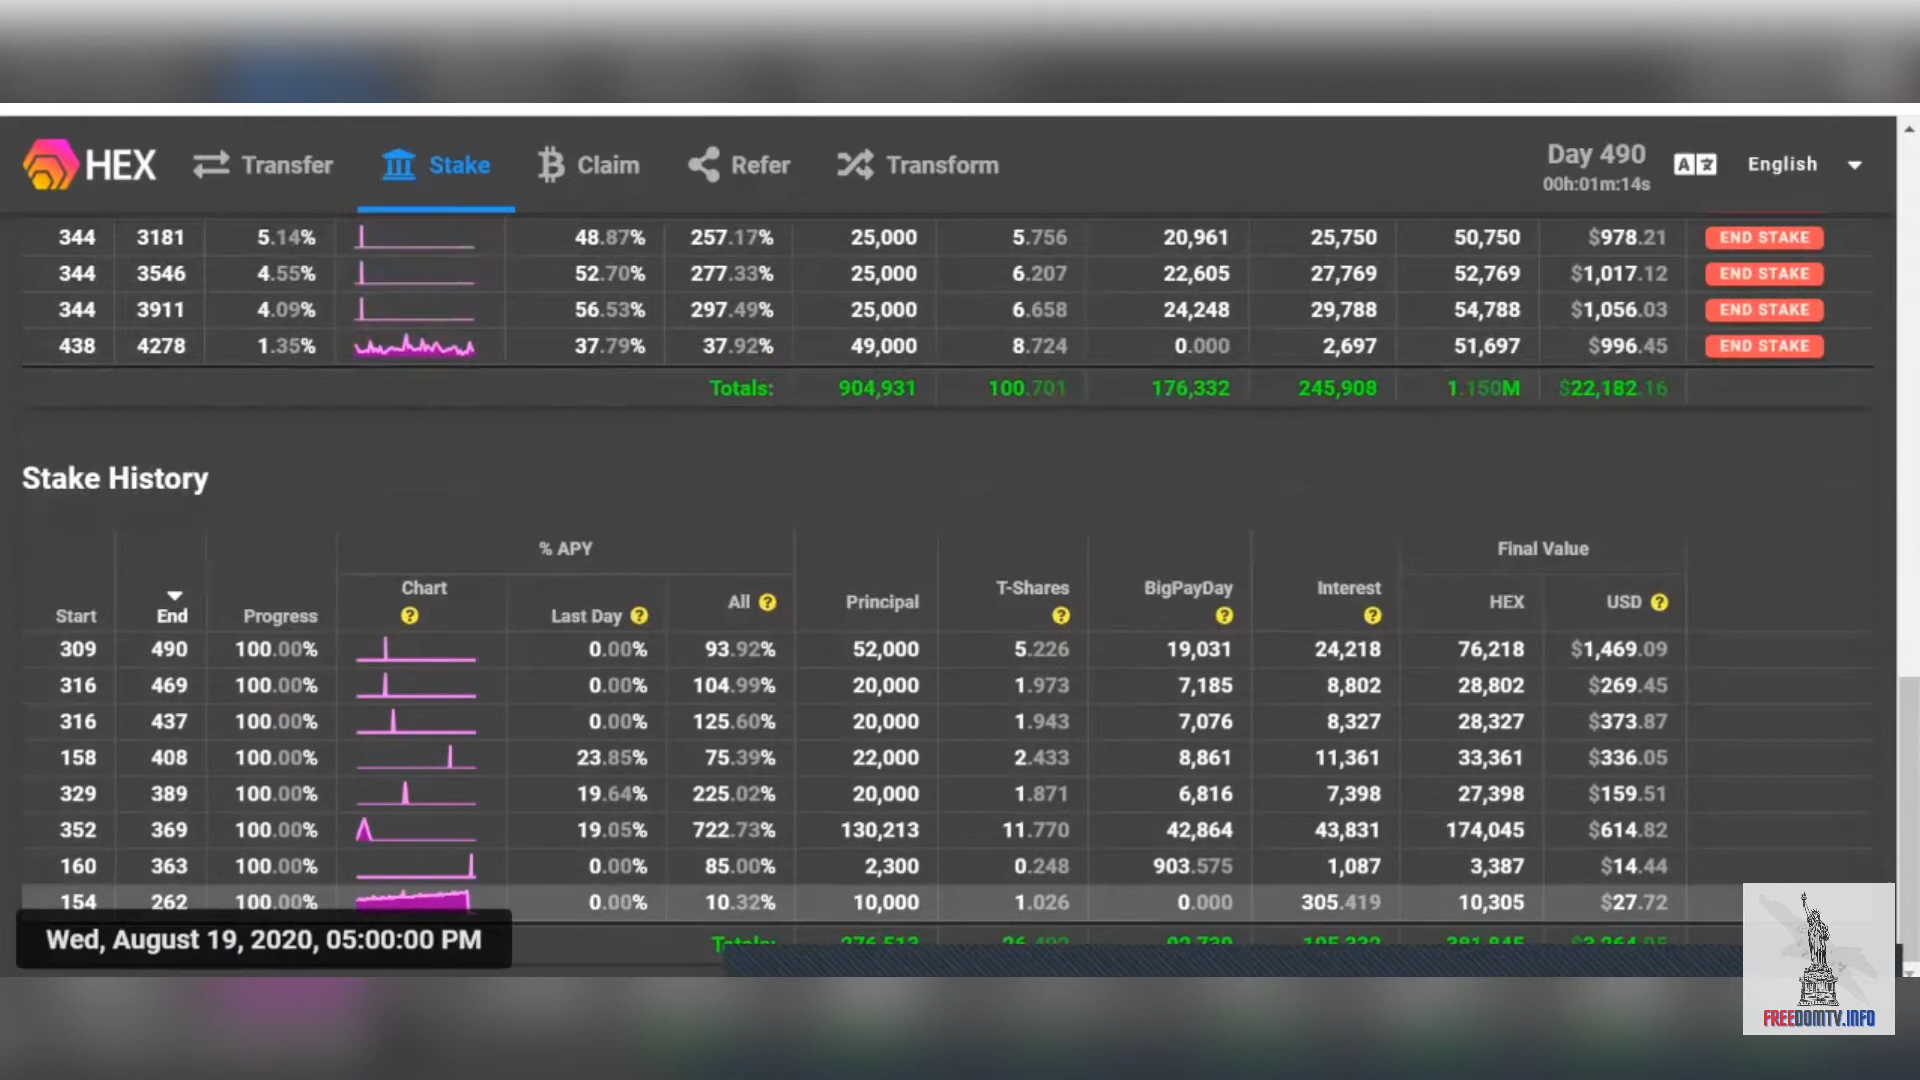 HEX Transfer Stake Claim Refer Transform Day 490 English
00h:01m:14s
344 3181 5.14% 48.87% 257.17% 25,000 5.756 20,961 25,750 50,750 $978.21 END STAKE
344 3546 4.55% 52.70% 277.33% 25,000 6.207 22,605 27,769 52,769 $1,017.12 END STAKE
344 3911 4.09% 56.53% 297.49% 25,000 6.658 24,248 29,788 54,788 $1,056.03 END STAKE
438 4278 1.35% 37.79% 37.92% 49,000 8.724 0.000 2,697 51,697 $996.45 END STAKE
Totals: 904,931 100.701 176,332 245,908 1.150M $22,182.16
Stake History
% APY Final Value
Chart T-Shares BigPayDay Interest
Start End Progress ? Last Day ? All ? Principal ? ? ? HEX USD ?
309 490 100.00% 0.00% 93.92% 52,000 5.226 19,031 24,218 76,218 $1,469.09
316 469 100.00% 0.00% 104.99% 20,000 1.973 7,185 8,802 28,802 $269.45
316 437 100.00% 0.00% 125.60% 20,000 1.943 7,076 8,327 28,327 $373.87
158 408 100.00% 23.85% 75.39% 22,000 2.433 8,861 11,361 33,361 $336.05
329 389 100.00% 19.64% 225.02% 20,000 1.871 6,816 7,398 27,398 $159.51
352 369 100.00% 19.05% 722.73% 130,213 11.770 42,864 43,831 174,045 $614.82
160 363 100.00% 0.00% 85.00% 2,300 0.248 903.575 1,087 3,387 $14.44
154 262 100.00% 0.00% 10.32% 10,000 1.026 0.000 305.419 10,305 $27.72
Wed, August 19, 2020, 05:00:00 PM
Totals:
FREEDOMTV.INFO